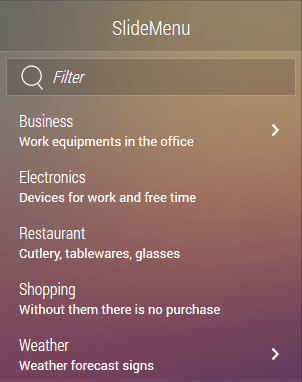 SlideMenu
Filter
Business
Work equipments in the office
Electronics
Devices for work and free time
Restaurant
Cutlery, tablewares, glasses
Shopping
Without them there is no purchase
Weather
Weather forecast signs